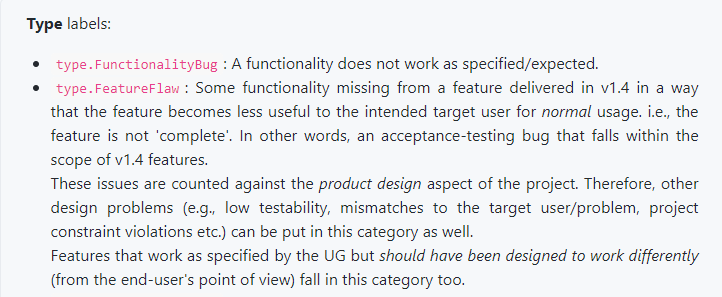 Type labels:
type.FunctionalityBug : A functionality does not work as specified/expected.
type.FeatureFlaw : Some functionality missing from a feature delivered in v1.4 in a way
that the feature becomes less useful to the intended target user for normal usage. i.e., the
feature is not 'complete'. In other words, an acceptance-testing bug that falls within the
scope of v1.4 features.
These issues are counted against the product design aspect of the project. Therefore, other
design problems (e.g., low testability, mismatches to the target user/problem, project
constraint violations etc.) can be put in this category as well.
Features that work as specified by the UG but should have been designed to work differently
(from the end-user's point of view) fall in this category too.